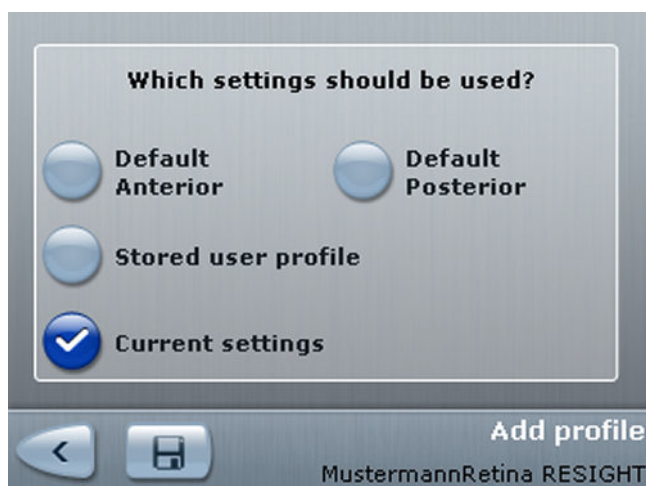 Which settings should be used?
Default Default
Anterior Posterior
Stored user profile
Current settings
Add profile
MustermannRetina RESIGHT